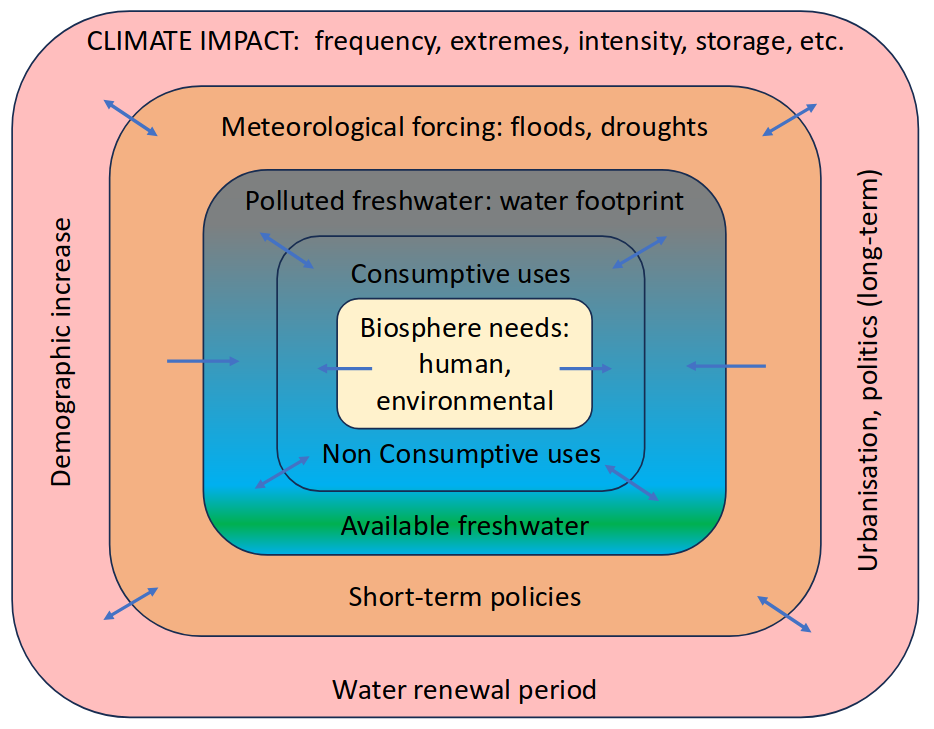 CLIMATE IMPACT:  frequency, extremes, intensity, storage, etc.
Meteorological forcing: floods, droughts
Polluted freshwater: water footprint
Consumptive uses
Biosphere needs:
human,
environmental
Non Consumptive uses
Available freshwater
Short-term policies
Water renewal period
Demographic increase
Urbanisation, politics (long-term)